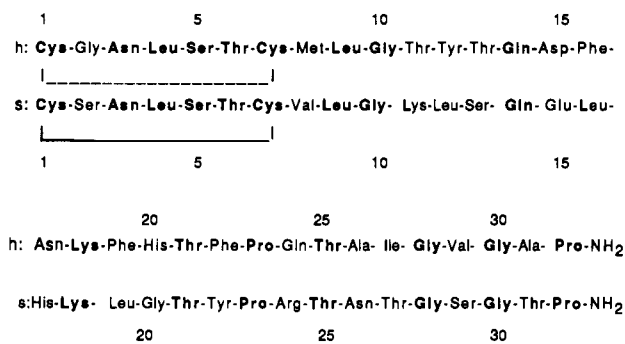 1 5 10 15
h: Cys-Gly-Asn-Leu-Ser-Thr-Cys-Met-Leu-Gly-Thr-Tyr-Thr-Gln-Asp-Phe-
s: Cys-Ser-Asn-Leu-Ser-Thr-Cys-Val-Leu-Gly- Lys-Leu-Ser- Gln- Glu-Leu-
1 5 10 15
20 25 30
h: Asn-Lys-Phe-His-Thr-Phe-Pro-Gln-Thr-Ala- Ile- Gly-Val- Gly-Ala- Pro-NH2
s:His-Lys- Leu-Gly-Thr-Tyr-Pro-Arg-Thr-Asn-Thr-Gly-Ser-Gly-Thr-Pro-NH2
20 25 30